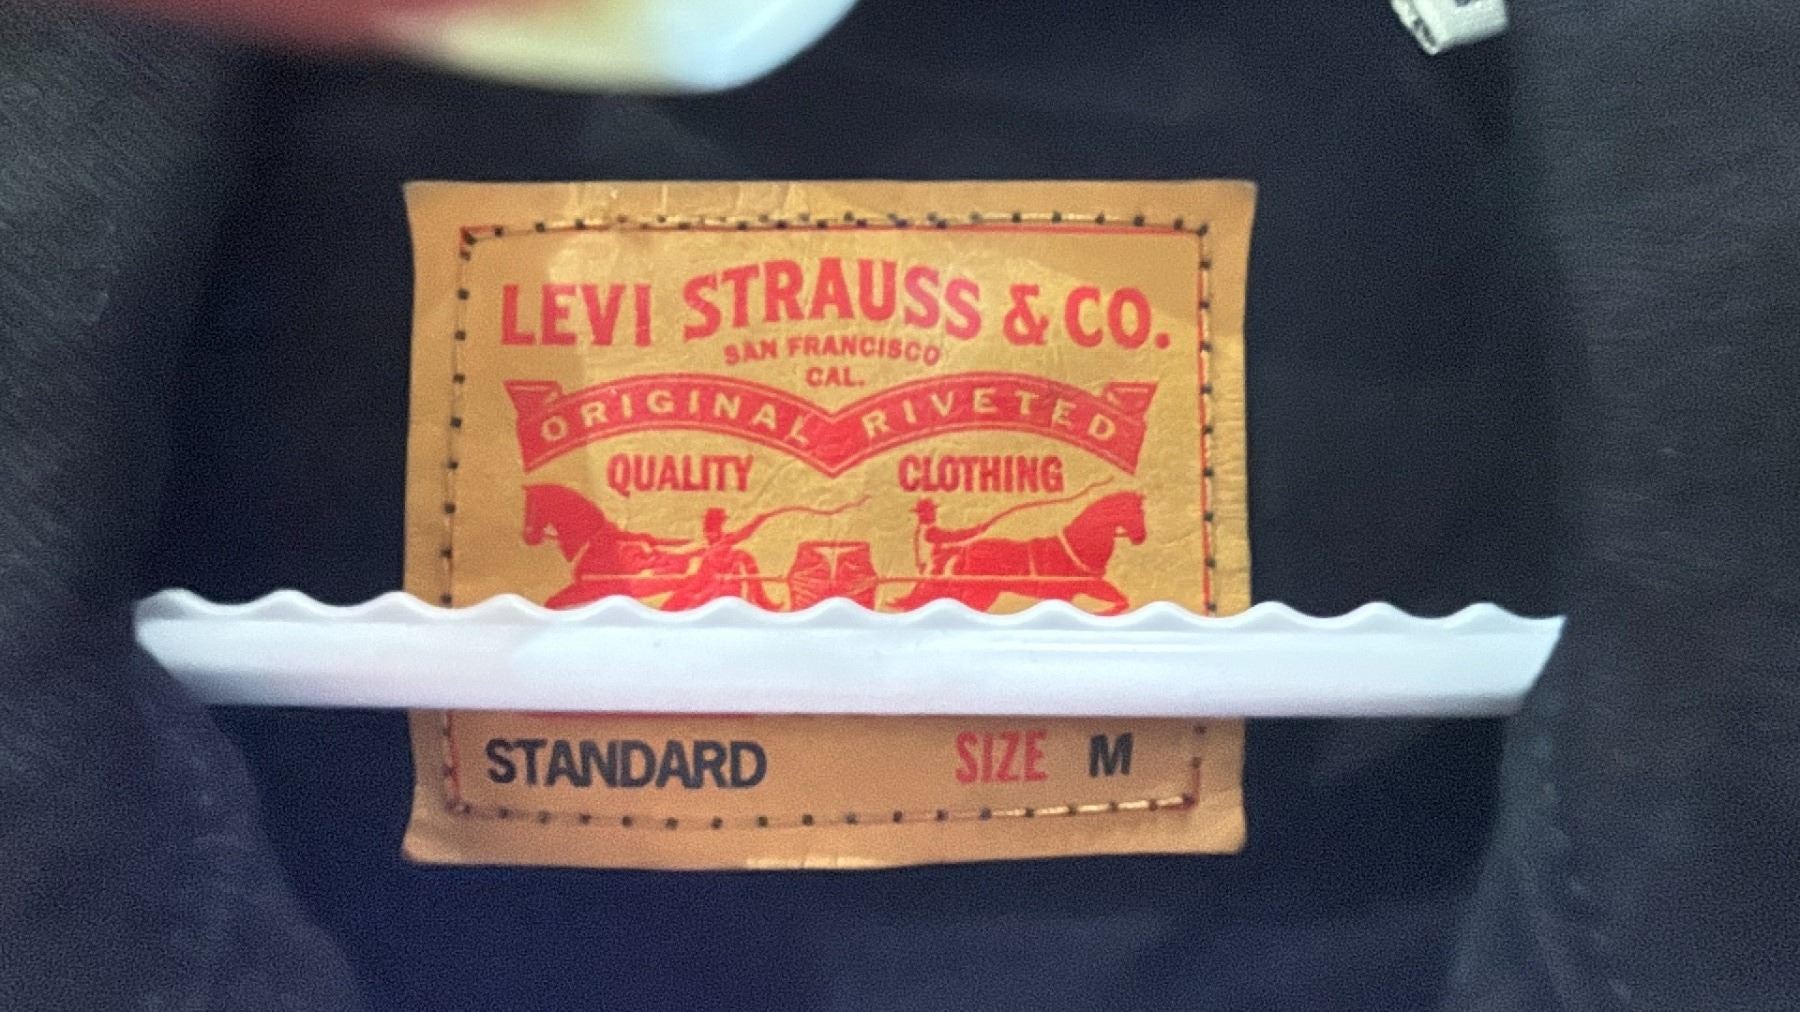 LEVI STRAUSS & CO.
SAN FRANCISCO
CAL.
ORIGINAL RIVETED
QUALITY CLOTHING
STANDARD SIZE M